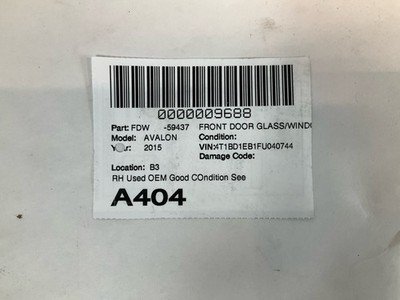 0000009688
Part: FDW -59437 FRONT DOOR GLASS/WINDO
Model: AVALON Condition:
Year: 2015 VIN:4T1BD1EB1FU040744
Damage Code:
Location: B3
RH Used OEM Good COndition See
A404